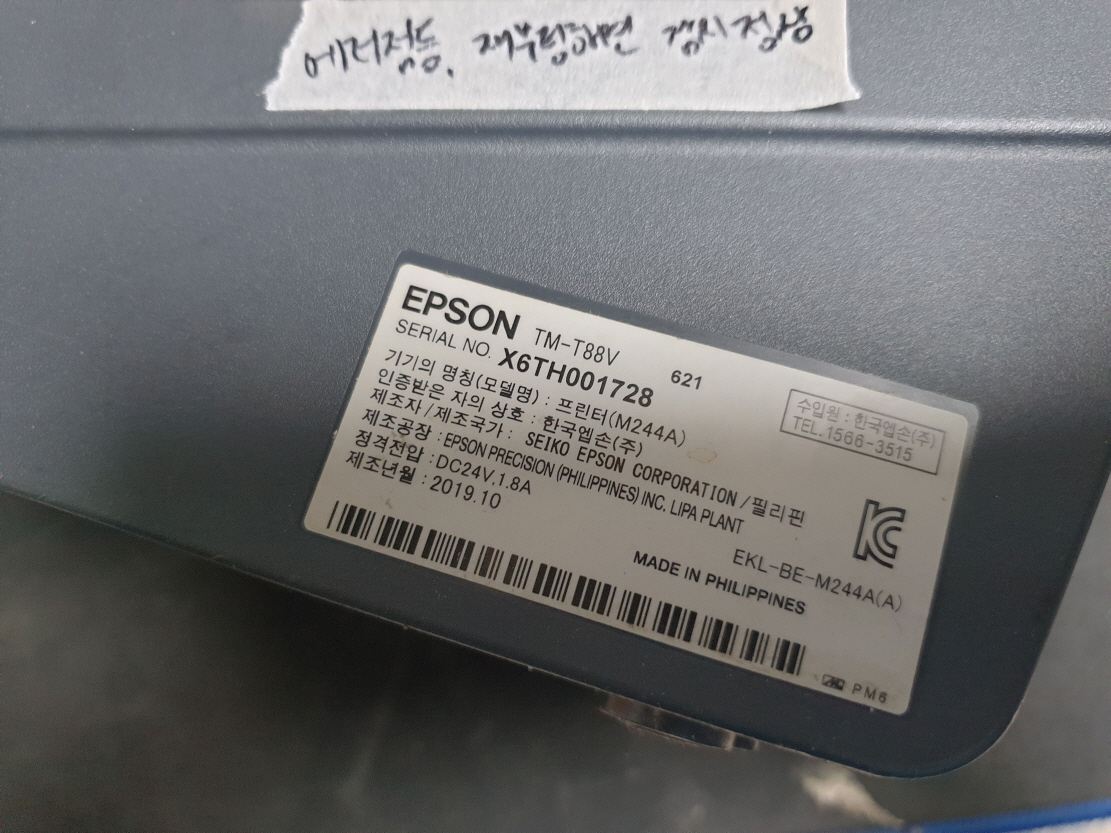 에러점등. 재부팅하면 잠시정상
EPSON TM-T88V 621
SERIAL NO. X6TH001728
기기의 명칭(모델명) : 프린터(M244A)
인증받은 자의 상호 : 한국엡손(주)
제조자/제조국가 : SEIKO EPSON CORPORATION/필리핀
제조공장 : EPSON PRECISION (PHILIPPINES) INC. LIPA PLANT
정격전압 : DC24V, 1.8A
제조년월 : 2019.10
수입원 : 한국엡손(주)
TEL.1566-3515
EKL-BE-M244A(A)
MADE IN PHILIPPINES
PM6